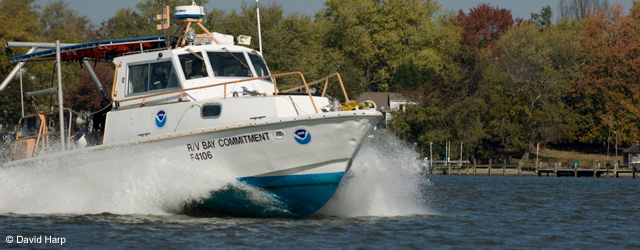 R/V BAY COMMITMENT
F4106
© David Harp